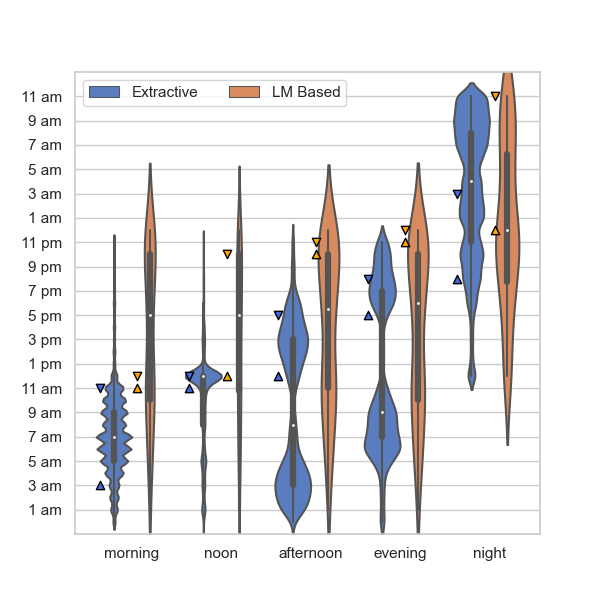 Extractive LM Based
11 am
9 am
7 am
5 am
3 am
1 am
11 pm
9 pm
7 pm
5 pm
3 pm
1 pm
11 am
9 am
7 am
5 am
3 am
1 am
morning noon afternoon evening night